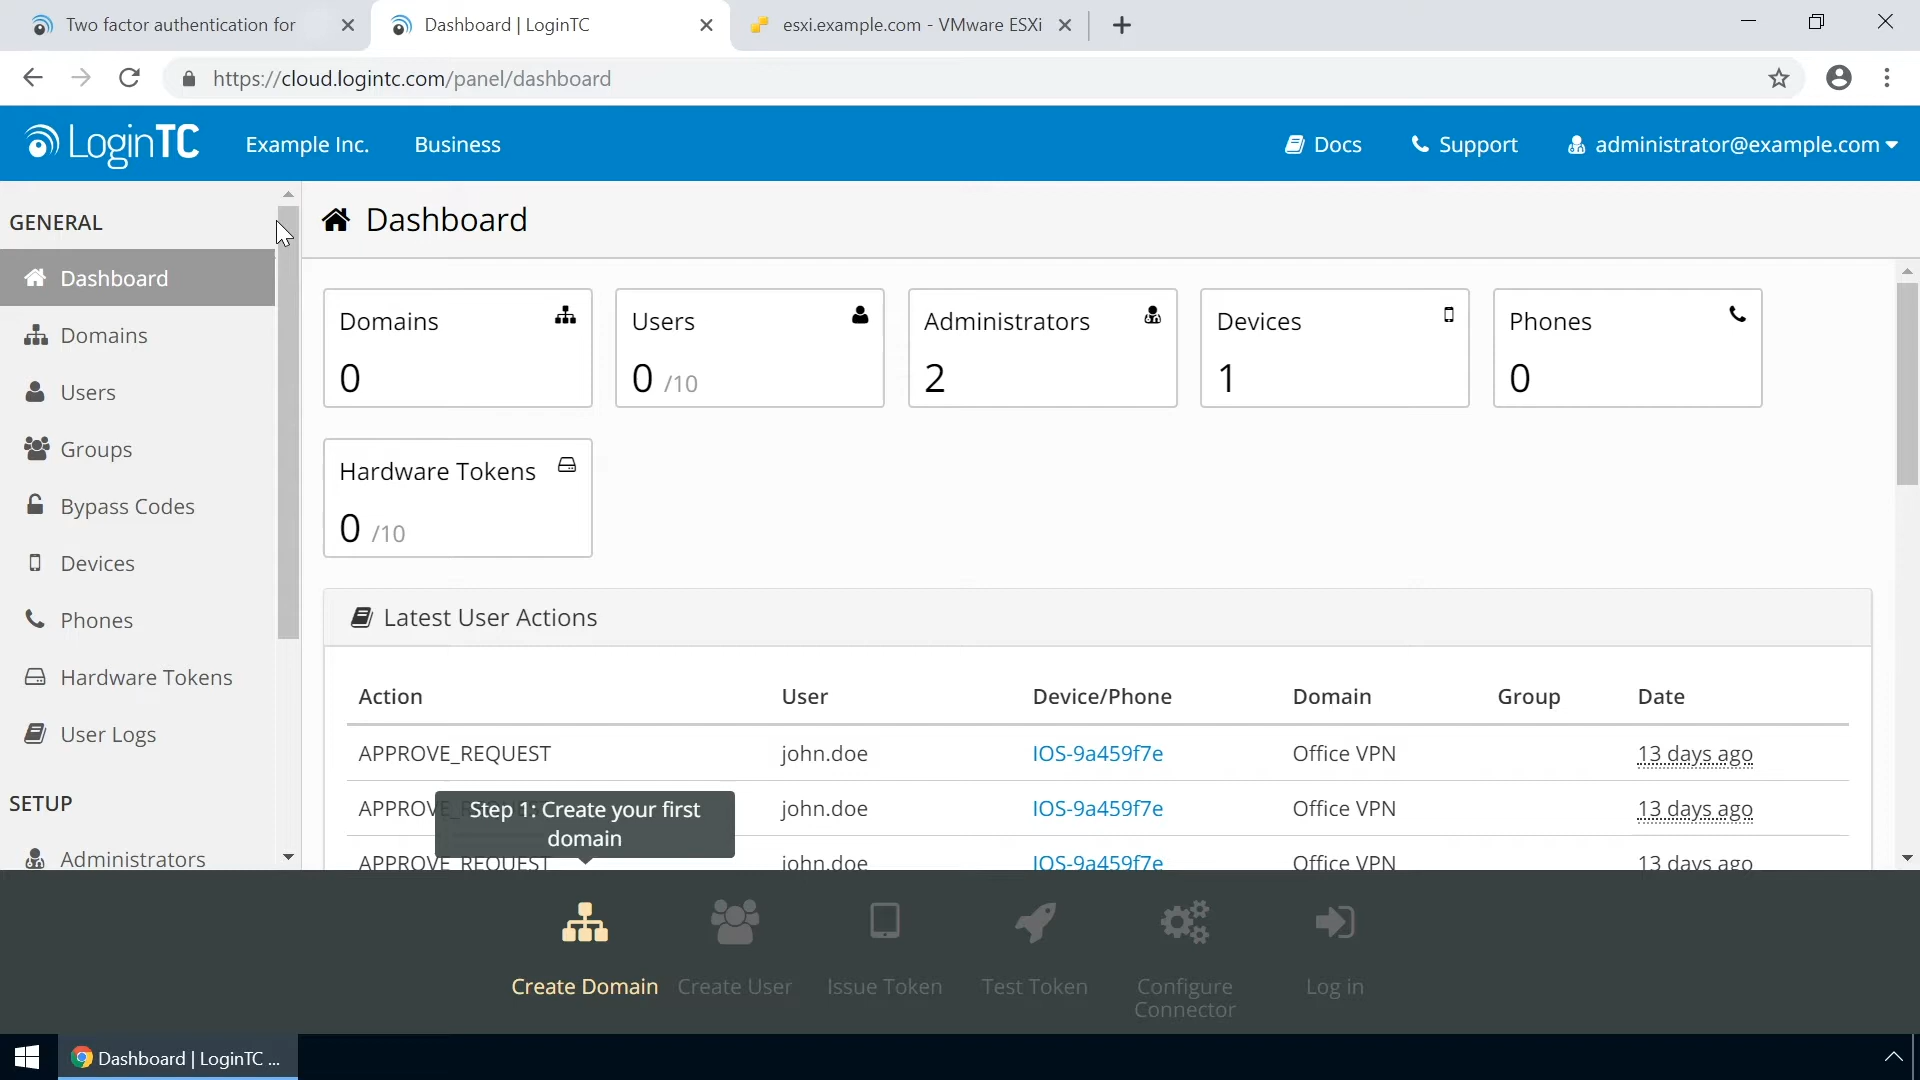 Two factor authentication for
Dashboard | LoginTC
esxi.example.com - VMware ESXi
https://cloud.logintc.com/panel/dashboard
LoginTC
Example Inc.
Business
Docs
Support
administrator@example.com
GENERAL
Dashboard
Domains
Users
Groups
Bypass Codes
Devices
Phones
Hardware Tokens
User Logs
SETUP
Administrators
Dashboard
Domains
0
Users
0 /10
Administrators
2
Devices
1
Phones
0
Hardware Tokens
0 /10
Latest User Actions
Action User Device/Phone Domain Group Date
APPROVE_REQUEST john.doe IOS-9a459f7e Office VPN 13 days ago
APPROVE_REQUEST john.doe IOS-9a459f7e Office VPN 13 days ago
APPROVE_REQUEST john.doe IOS-9a459f7e Office VPN 13 days ago
Step 1: Create your first
domain
Create Domain
Create User
Issue Token
Test Token
Configure
Connector
Log in
Dashboard | LoginTC ...